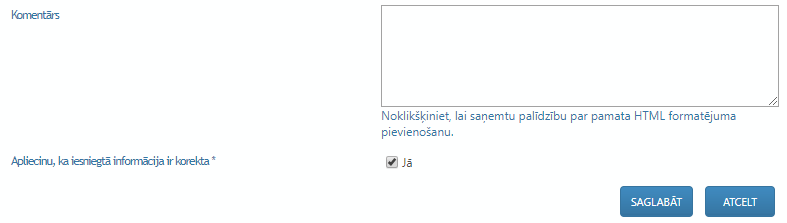 Komentārs
Noklikšķiniet, lai saņemtu palīdzību par pamata HTML formatējuma
pievienošanu.
Apliecinu, ka iesniegtā informācija ir korekta * Jā
SAGLABĀT ATCELT